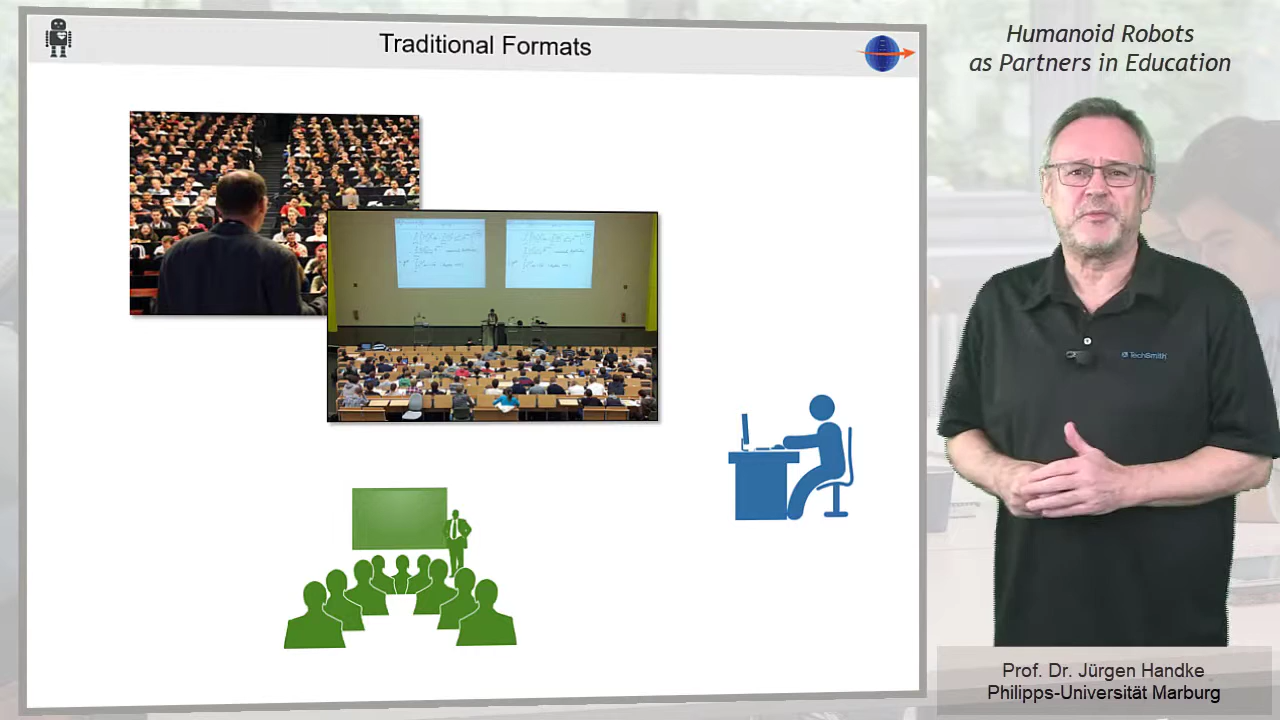 Traditional Formats
Humanoid Robots
as Partners in Education
TechSmith
Prof. Dr. Jürgen Handke
Philipps-Universität Marburg